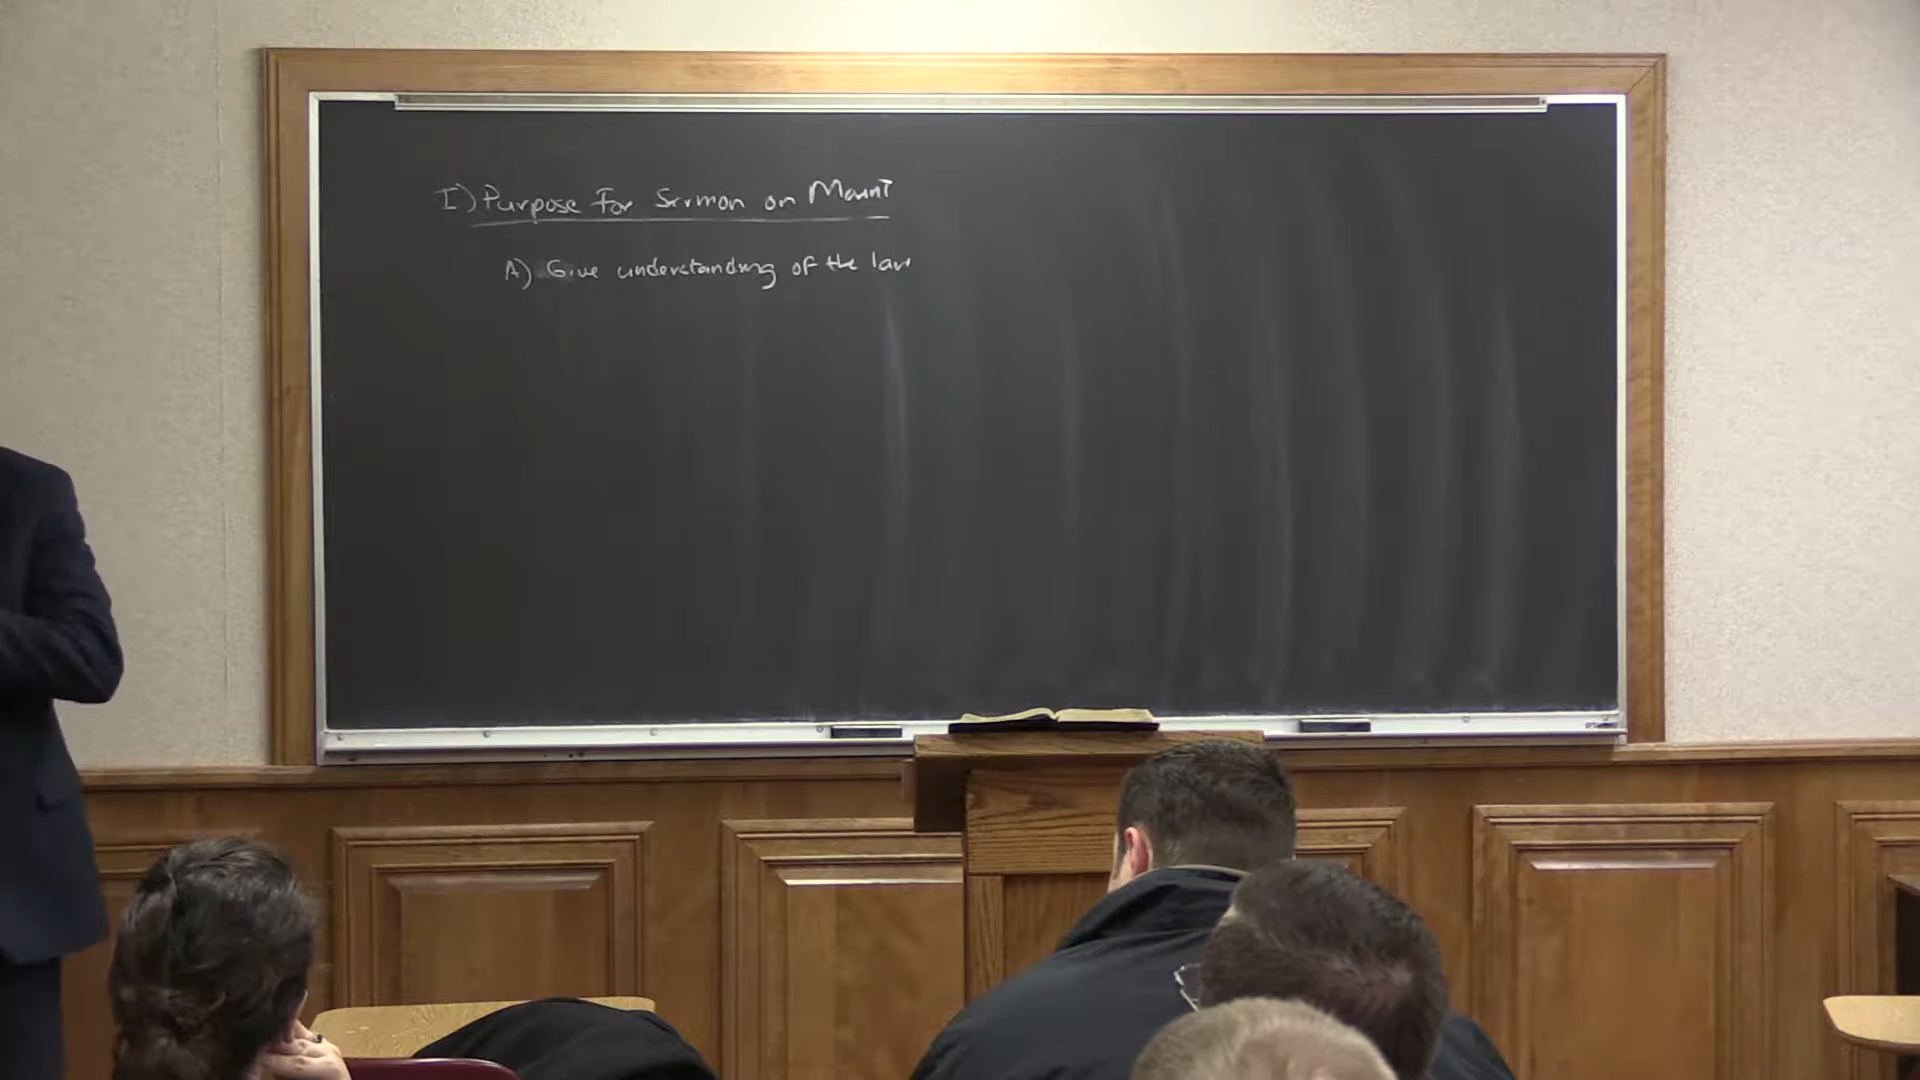 I) Purpose For Sermon on Mount
A) Give understanding of the law